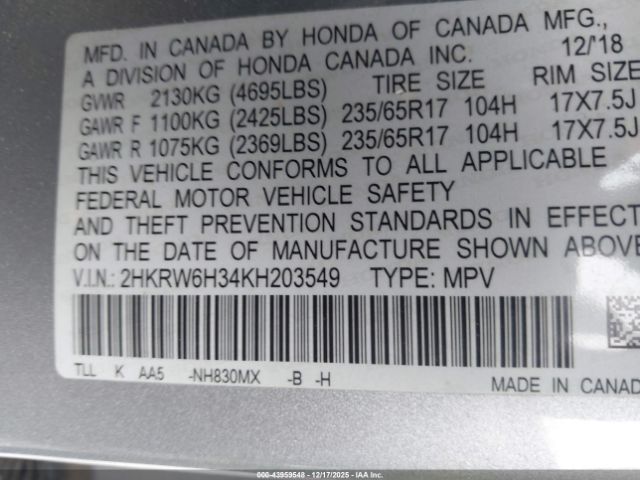 MFD. IN CANADA BY HONDA OF CANADA MFG.,
A DIVISION OF HONDA CANADA INC. 12/'18
GVWR 2130KG (4695LBS) TIRE SIZE RIM SIZE
GAWR F 1100KG (2425LBS) 235/65R17 104H 17X7.5J
GAWR R 1075KG (2369LBS) 235/65R17 104H 17X7.5J
THIS VEHICLE CONFORMS TO ALL APPLICABLE
FEDERAL MOTOR VEHICLE SAFETY
AND THEFT PREVENTION STANDARDS IN EFFECT
ON THE DATE OF MANUFACTURE SHOWN ABOVE
V.I.N.: 2HKRW6H34KH203549 TYPE: MPV
TLL K AA5 -NH830MX -B -H
MADE IN CANAD
000-43959548 - 12/17/2025 - IAA Inc.